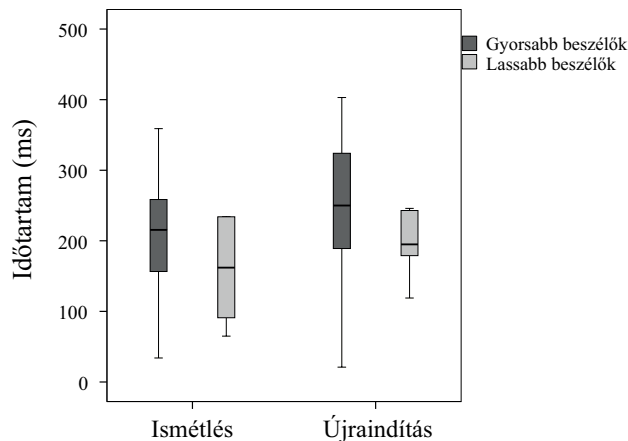 500
400
300
200
100
0
Időtartam (ms)
Ismétlés
Újraindítás
Gyorsabb beszélők
Lassabb beszélők